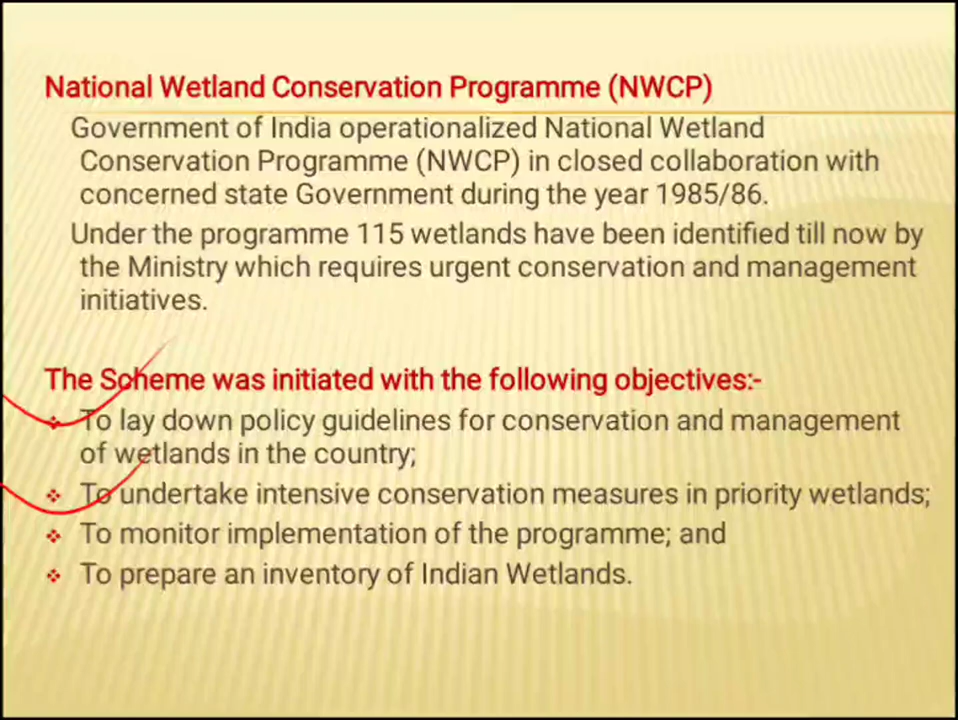 National Wetland Conservation Programme (NWCP)
Government of India operationalized National Wetland
Conservation Programme (NWCP) in closed collaboration with
concerned state Government during the year 1985/86.
Under the programme 115 wetlands have been identified till now by
the Ministry which requires urgent conservation and management
initiatives.
The Scheme was initiated with the following objectives:-
❖ To lay down policy guidelines for conservation and management
of wetlands in the country;
❖ To undertake intensive conservation measures in priority wetlands;
❖ To monitor implementation of the programme; and
❖ To prepare an inventory of Indian Wetlands.